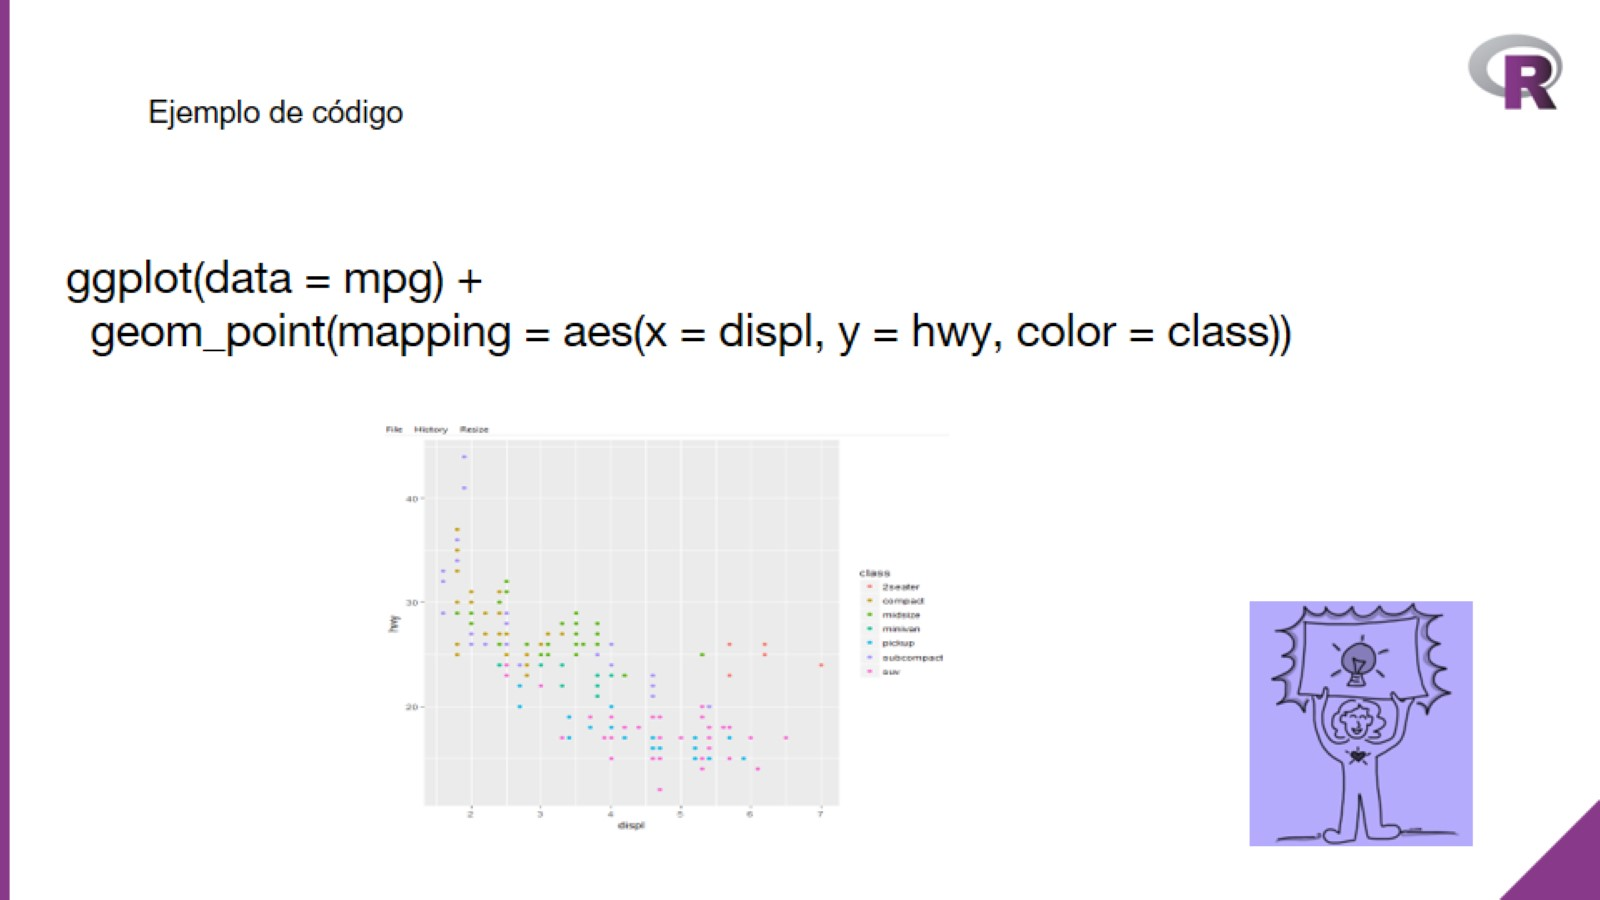 R
Ejemplo de código
ggplot(data = mpg) +
geom_point(mapping = aes(x = displ, y = hwy, color = class))
File History Resize
40
30
20
hwy
2 3 4 5 6 7
displ
class
2seater
compact
midsize
minivan
pickup
subcompact
suv